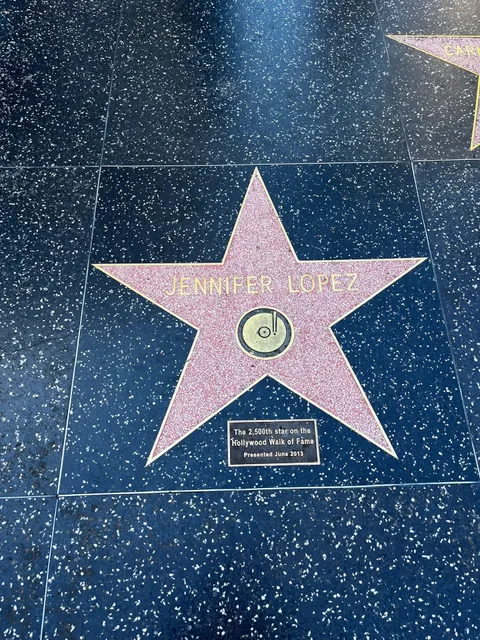 JENNIFER LOPEZ
The 2,500th star on the
Hollywood Walk of Fame
Presented June 2013